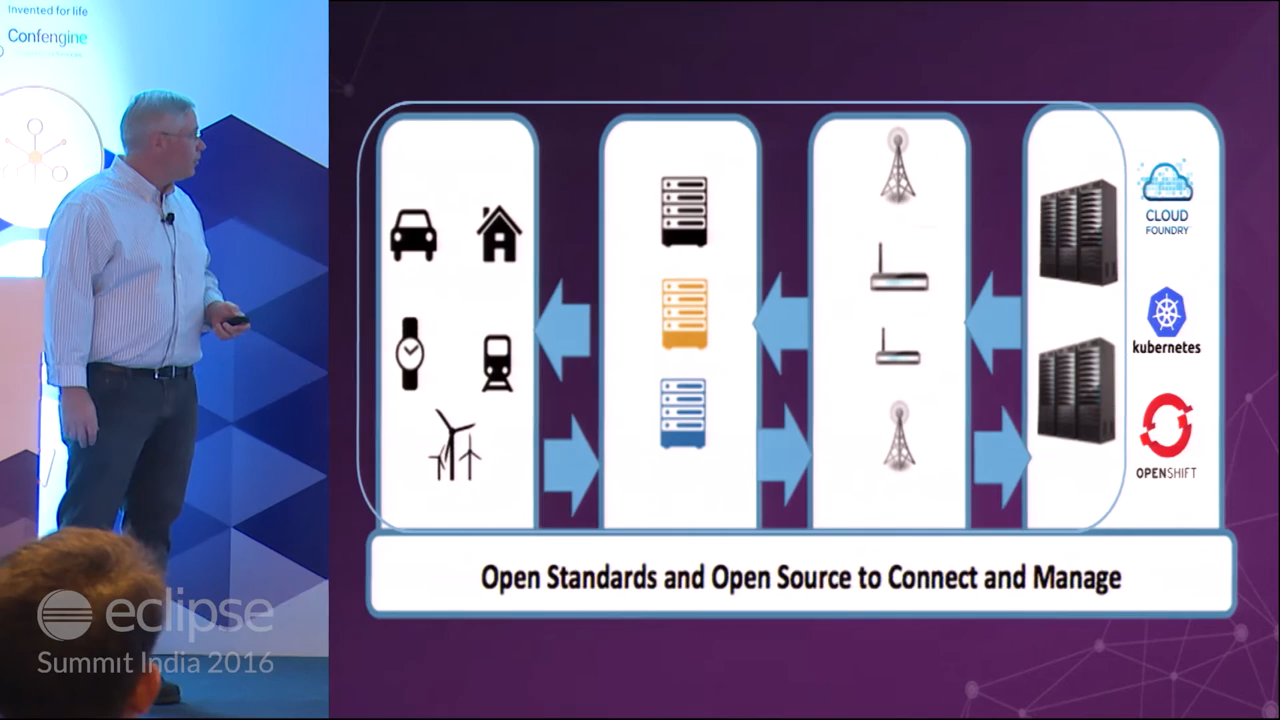 Invented for life
Confengine
CLOUD
FOUNDRY
kubernetes
OPENSHIFT
Open Standards and Open Source to Connect and Manage
eclipse
Summit India 2016